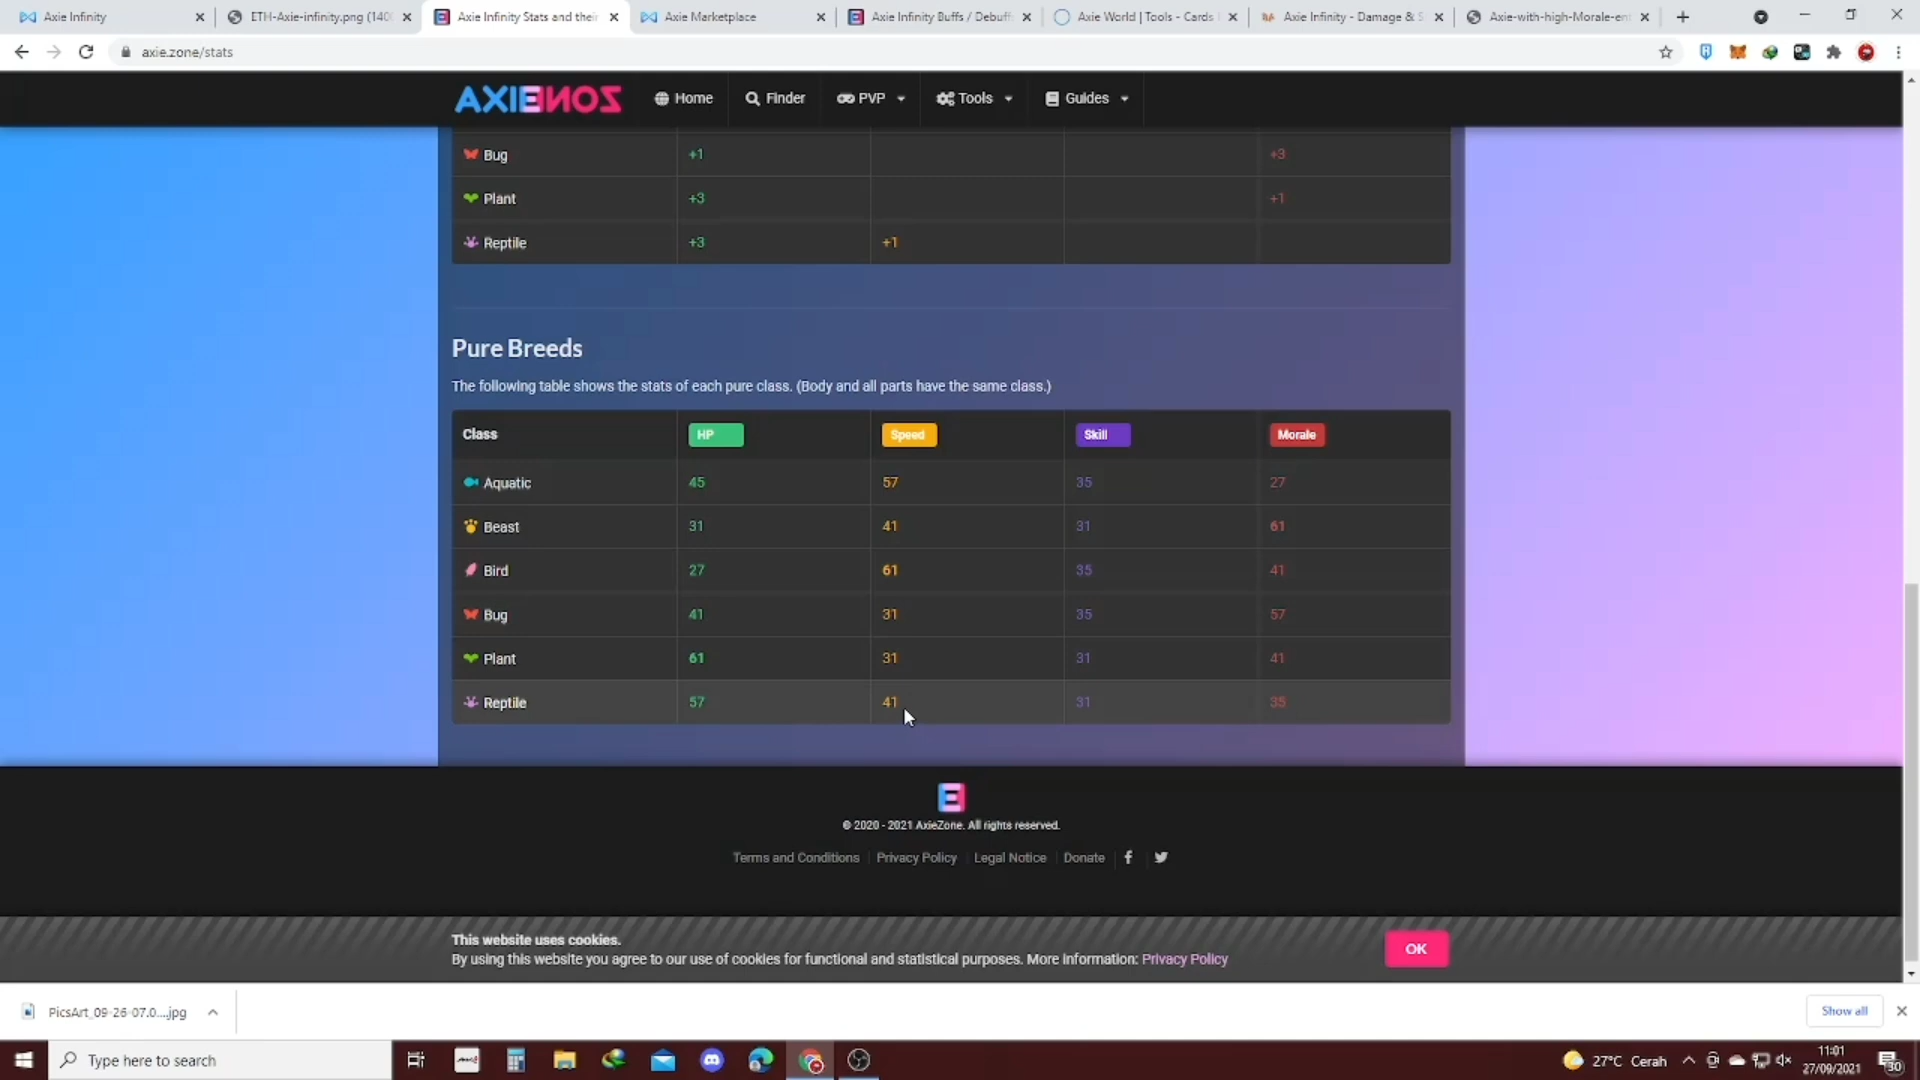 Axie Infinity
ETH-Axie-infinity.png (140
Axie Infinity Stats and their
Axie Marketplace
Axie Infinity Buffs / Debuff
Axie World | Tools - Cards
Axie Infinity - Damage & S
Axie-with-high-Morale-en
axie.zone/stats
AXIEZONE
Home
Finder
PVP
Tools
Guides
Bug +1 +3
Plant +3 +1
Reptile +3 +1
Pure Breeds
The following table shows the stats of each pure class. (Body and all parts have the same class.)
Class HP Speed Skill Morale
Aquatic 45 57 35 27
Beast 31 41 31 61
Bird 27 61 35 41
Bug 41 31 35 57
Plant 61 31 31 41
Reptile 57 41 31 35
© 2020 - 2021 AxieZone. All rights reserved.
Terms and Conditions Privacy Policy Legal Notice Donate
This website uses cookies.
By using this website you agree to our use of cookies for functional and statistical purposes. More information: Privacy Policy
OK
PicsArt_09-26-07.0....jpg
Show all
Type here to search
27°C Cerah
11:01
27/09/2021
30